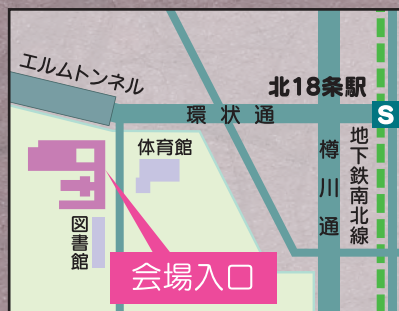 エルムトンネル
北18条駅
環状通
S
体育館
樽川通
地下鉄南北線
図書館
会場入口